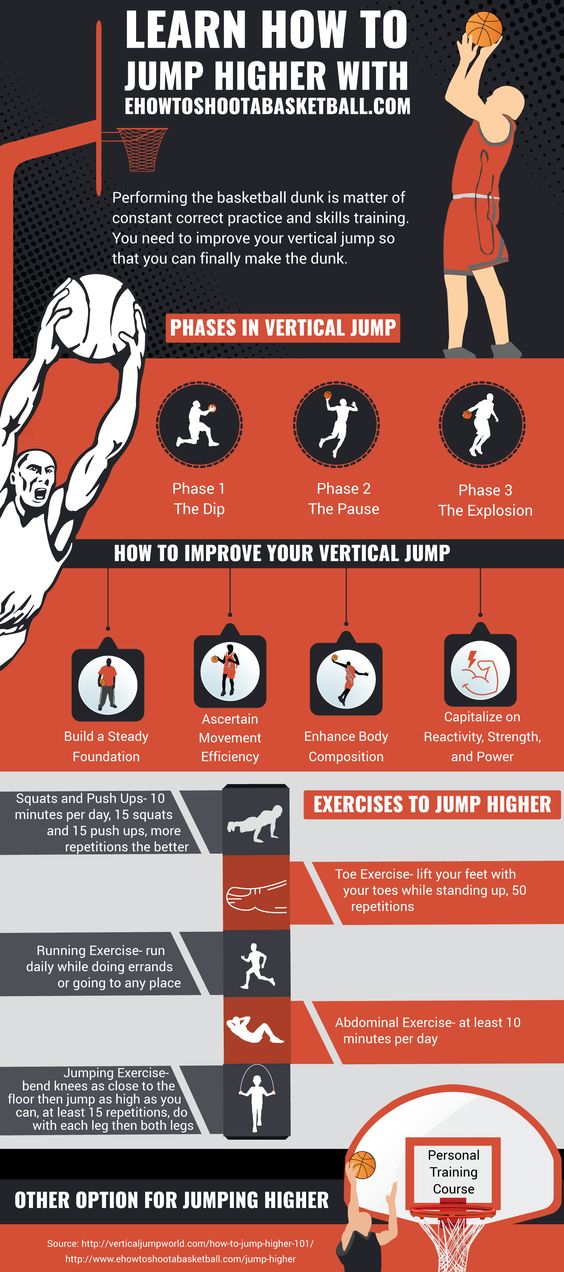 LEARN HOW TO
JUMP HIGHER WITH
EHOWTOSHOOTABASKETBALL.COM
Performing the basketball dunk is matter of
constant correct practice and skills training.
You need to improve your vertical jump so
that you can finally make the dunk.
PHASES IN VERTICAL JUMP
Phase 1
The Dip
Phase 2
The Pause
Phase 3
The Explosion
HOW TO IMPROVE YOUR VERTICAL JUMP
Build a Steady
Foundation
Ascertain
Movement
Efficiency
Enhance Body
Composition
Capitalize on
Reactivity, Strength,
and Power
EXERCISES TO JUMP HIGHER
Squats and Push Ups- 10
minutes per day, 15 squats
and 15 push ups, more
repetitions the better
Toe Exercise- lift your feet with
your toes while standing up, 50
repetitions
Running Exercise- run
daily while doing errands
or going to any place
Abdominal Exercise- at least 10
minutes per day
Jumping Exercise-
bend knees as close to the
floor then jump as high as you
can, at least 15 repetitions, do
with each leg then both legs
OTHER OPTION FOR JUMPING HIGHER
Personal
Training
Course
Source: http://verticaljumpworld.com/how-to-jump-higher-101/
http://www.ehowtoshootabasketball.com/jump-higher